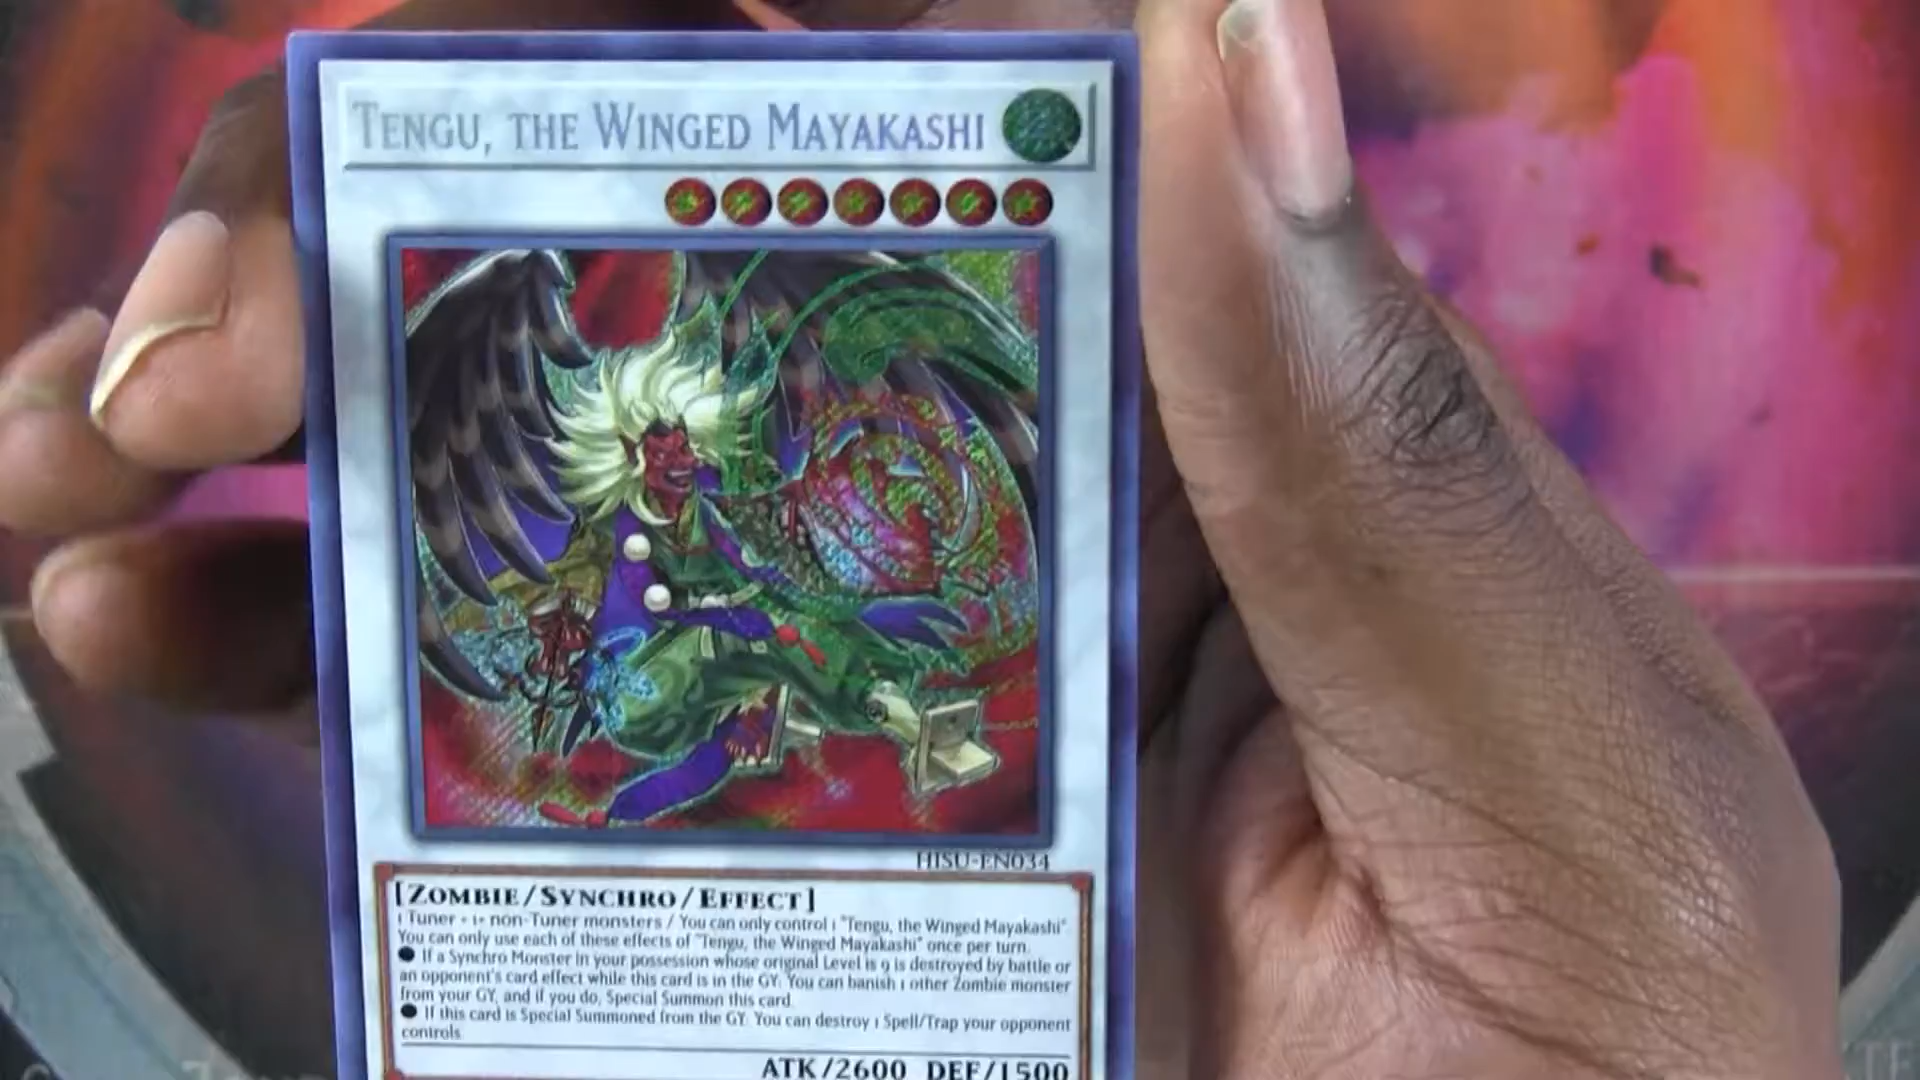 Tengu, the Winged Mayakashi
HISU-EN034
[Zombie/Synchro/Effect]
1 Tuner + 1+ non-Tuner monsters / You can only control 1 "Tengu, the Winged Mayakashi".
You can only use each of these effects of "Tengu, the Winged Mayakashi" once per turn.
● If a Synchro Monster in your possession whose original Level is 9 is destroyed by battle or
an opponent's card effect while this card is in the GY: You can banish 1 other Zombie monster
from your GY, and if you do, Special Summon this card.
● If this card is Special Summoned from the GY: You can destroy 1 Spell/Trap your opponent
controls.
ATK/2600 DEF/1500